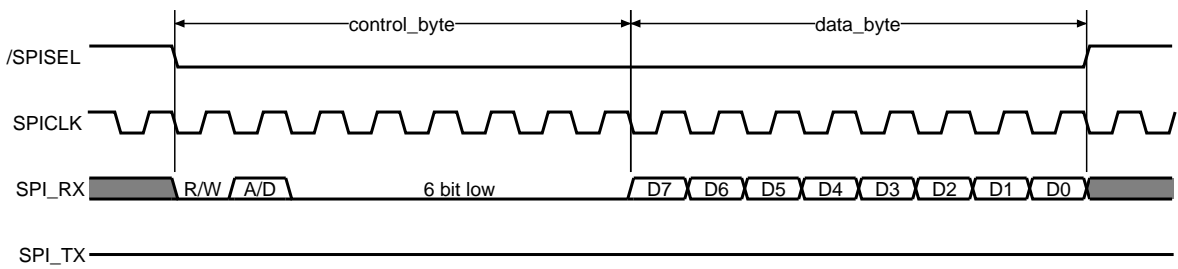 control_byte data_byte
/SPISEL
SPICLK
SPI_RX R/W A/D 6 bit low D7 D6 D5 D4 D3 D2 D1 D0
SPI_TX